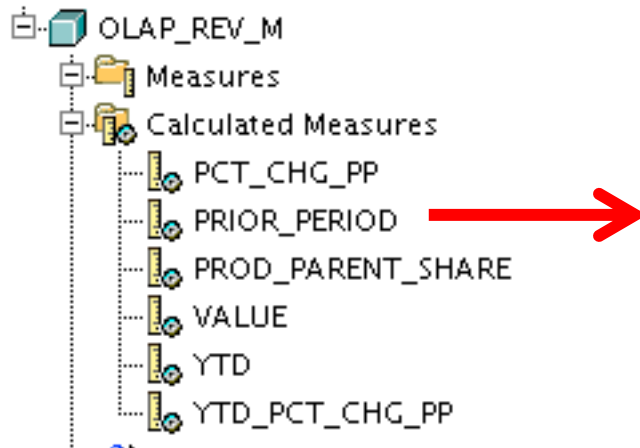 OLAP_REV_M
Measures
Calculated Measures
PCT_CHG_PP
PRIOR_PERIOD
PROD_PARENT_SHARE
VALUE
YTD
YTD_PCT_CHG_PP